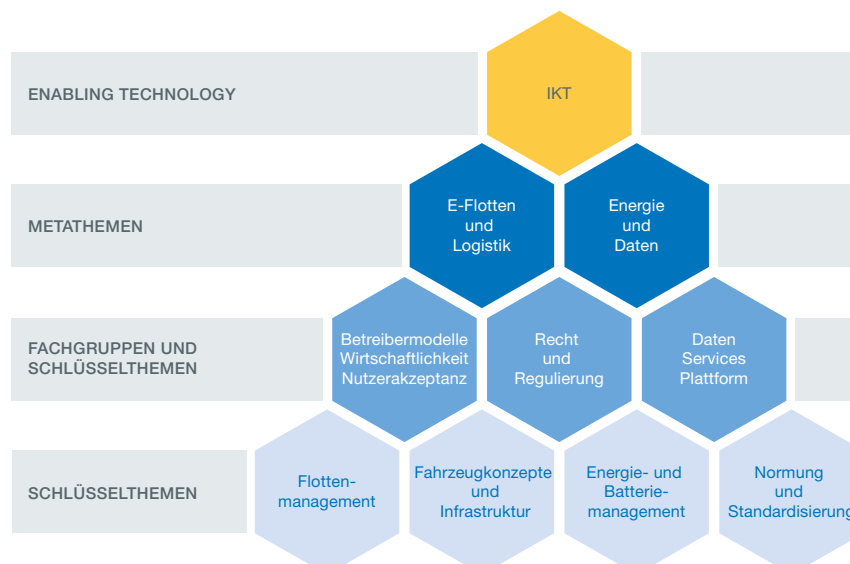 ENABLING TECHNOLOGY
IKT
METATHEMEN
E-Flotten
und
Logistik
Energie
und
Daten
FACHGRUPPEN UND
SCHLÜSSELTHEMEN
Betreibermodelle
Wirtschaftlichkeit
Nutzerakzeptanz
Recht
und
Regulierung
Daten
Services
Plattform
SCHLÜSSELTHEMEN
Flotten-
management
Fahrzeugkonzepte
und
Infrastruktur
Energie- und
Batterie-
management
Normung
und
Standardisierung